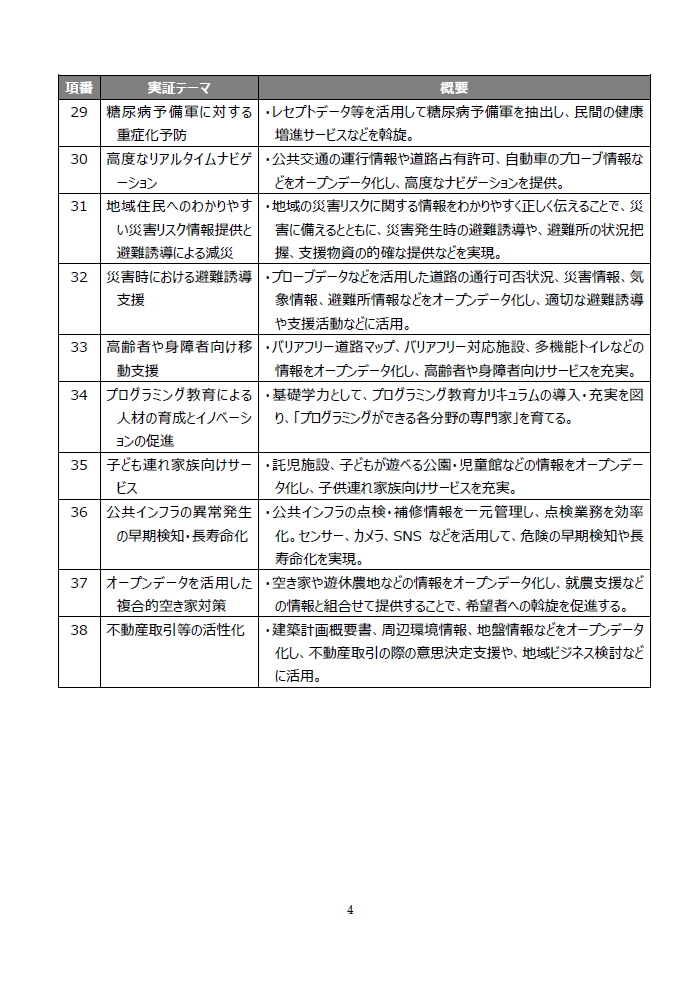 項番 実証テーマ 概要
29 糖尿病予備軍に対する ・レセプトデータ等を活用して糖尿病予備軍を抽出し、民間の健康
重症化予防 増進サービスなどを斡旋。
30 高度なリアルタイムナビゲ ・公共交通の運行情報や道路占有許可、自動車のプローブ情報な
ーション どをオープンデータ化し、高度なナビゲーションを提供。
31 地域住民へのわかりやす ・地域の災害リスクに関する情報をわかりやすく正しく伝えることで、災
い災害リスク情報提供と 害に備えるとともに、災害発生時の避難誘導や、避難所の状況把
避難誘導による減災 握、支援物資の的確な提供などを実現。
32 災害時における避難誘導 ・プローブデータなどを活用した道路の通行可否状況、災害情報、気
支援 象情報、避難所情報などをオープンデータ化し、適切な避難誘導
や支援活動などに活用。
33 高齢者や身障者向け移 ・バリアフリー道路マップ、バリアフリー対応施設、多機能トイレなどの
動支援 情報をオープンデータ化し、高齢者や身障者向けサービスを充実。
34 プログラミング教育による ・基礎学力として、プログラミング教育カリキュラムの導入・充実を図
人材の育成とイノベーシ り、「プログラミングができる各分野の専門家」を育てる。
ョンの促進
35 子ども連れ家族向けサー ・託児施設、子どもが遊べる公園・児童館などの情報をオープンデー
ビス タ化し、子供連れ家族向けサービスを充実。
36 公共インフラの異常発生 ・公共インフラの点検・補修情報を一元管理し、点検業務を効率
の早期検知・長寿命化 化。センサー、カメラ、SNS などを活用して、危険の早期検知や長
寿命化を実現。
37 オープンデータを活用した ・空き家や遊休農地などの情報をオープンデータ化し、就農支援など
複合的空き家対策 の情報と組合せて提供することで、希望者への斡旋を促進する。
38 不動産取引等の活性化 ・建築計画概要書、周辺環境情報、地盤情報などをオープンデータ
化し、不動産取引の際の意思決定支援や、地域ビジネス検討など
に活用。
4